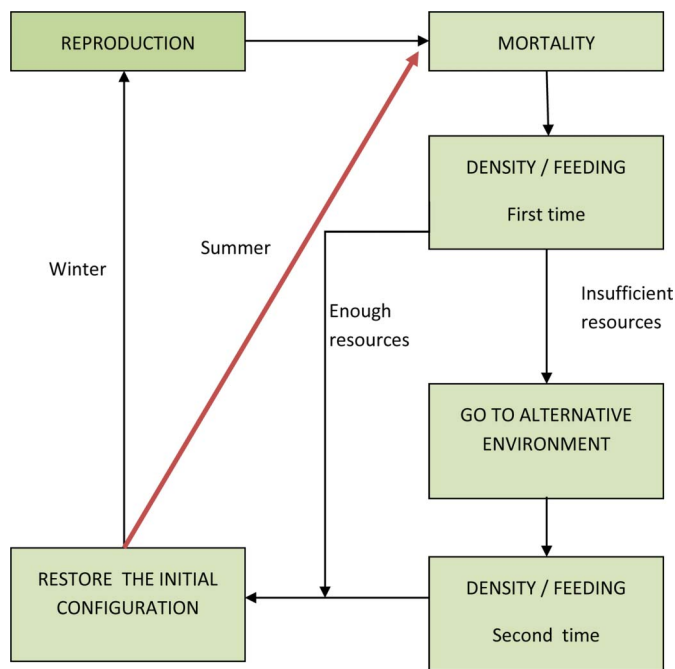 REPRODUCTION
MORTALITY
DENSITY / FEEDING
First time
Summer
Winter
Enough
resources
Insufficient
resources
GO TO ALTERNATIVE
ENVIRONMENT
RESTORE THE INITIAL
CONFIGURATION
DENSITY / FEEDING
Second time